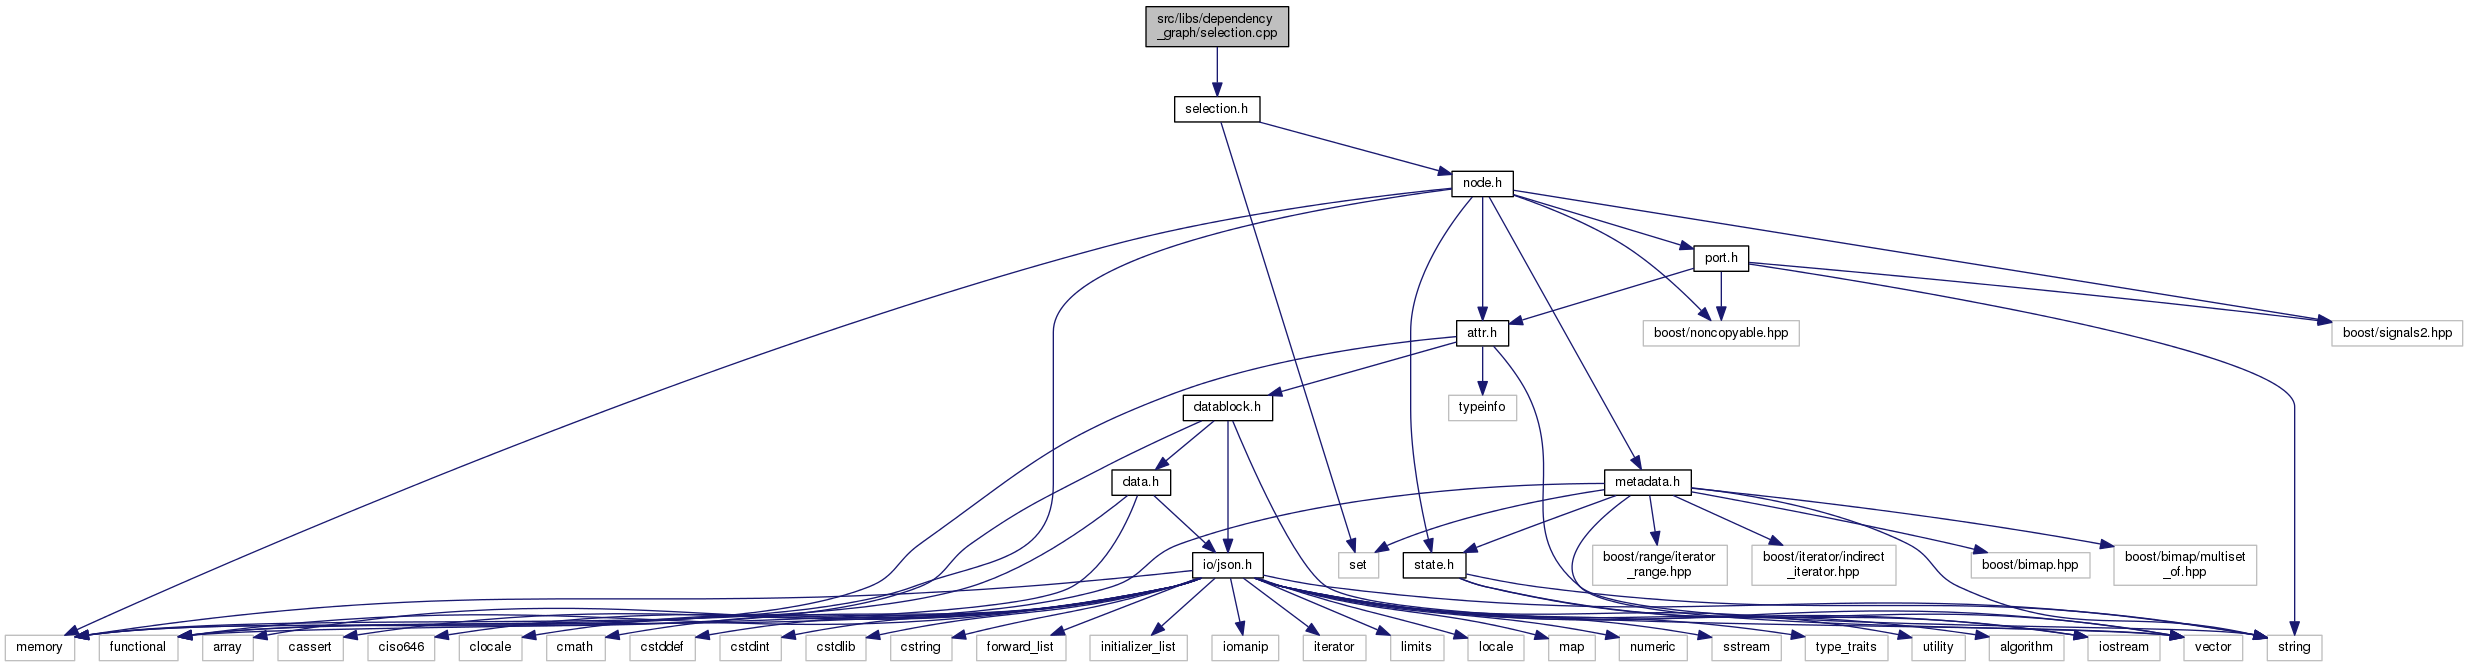 src/libs/dependency
_graph/selection.cpp
selection.h
node.h
port.h
attr.h
boost/noncopyable.hpp
boost/signals2.hpp
datablock.h
typeinfo
data.h
metadata.h
io/json.h
set
state.h
boost/range/iterator
_range.hpp
boost/iterator/indirect
_iterator.hpp
boost/bimap.hpp
boost/bimap/multiset
_of.hpp
memory
functional
array
cassert
ciso646
clocale
cmath
cstddef
cstdint
cstdlib
cstring
forward_list
initializer_list
iomanip
iterator
limits
locale
map
numeric
sstream
type_traits
utility
algorithm
iostream
vector
string